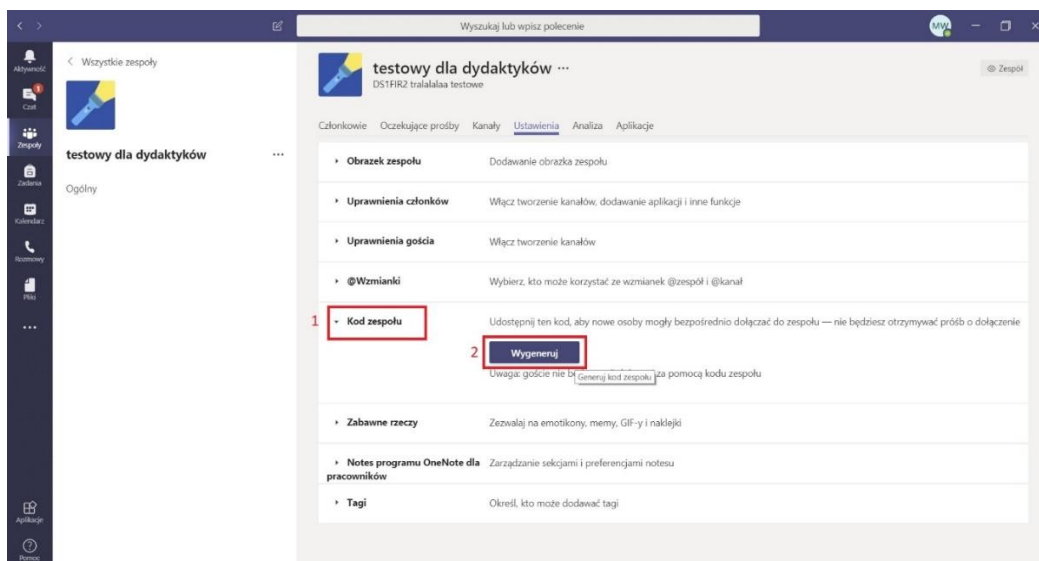 Wyszukaj lub wpisz polecenie
MW
Aktywność
1
Czat
Zespoły
Zadania
Kalendarz
Rozmowy
Pliki
...
Aplikacje
Pomoc
Wszystkie zespoły
testowy dla dydaktyków ...
Ogólny
testowy dla dydaktyków ...
DS1FIR2 tralalalaa testowe
Zespół
Członkowie Oczekujące prośby Kanały Ustawienia Analiza Aplikacje
Obrazek zespołu Dodawanie obrazka zespołu
Uprawnienia członków Włącz tworzenie kanałów, dodawanie aplikacji i inne funkcje
Uprawnienia gościa Włącz tworzenie kanałów
@Wzmianki Wybierz, kto może korzystać ze wzmianek @zespół i @kanał
1 Kod zespołu Udostępnij ten kod, aby nowe osoby mogły bezpośrednio dołączać do zespołu — nie będziesz otrzymywać próśb o dołączenie
2 Wygeneruj
Uwaga: goście nie za pomocą kodu zespołu
Generuj kod zespołu
Zabawne rzeczy Zezwalaj na emotikony, memy, GIF-y i naklejki
Notes programu OneNote dla Zarządzanie sekcjami i preferencjami notesu
pracowników
Tagi Określ, kto może dodawać tagi